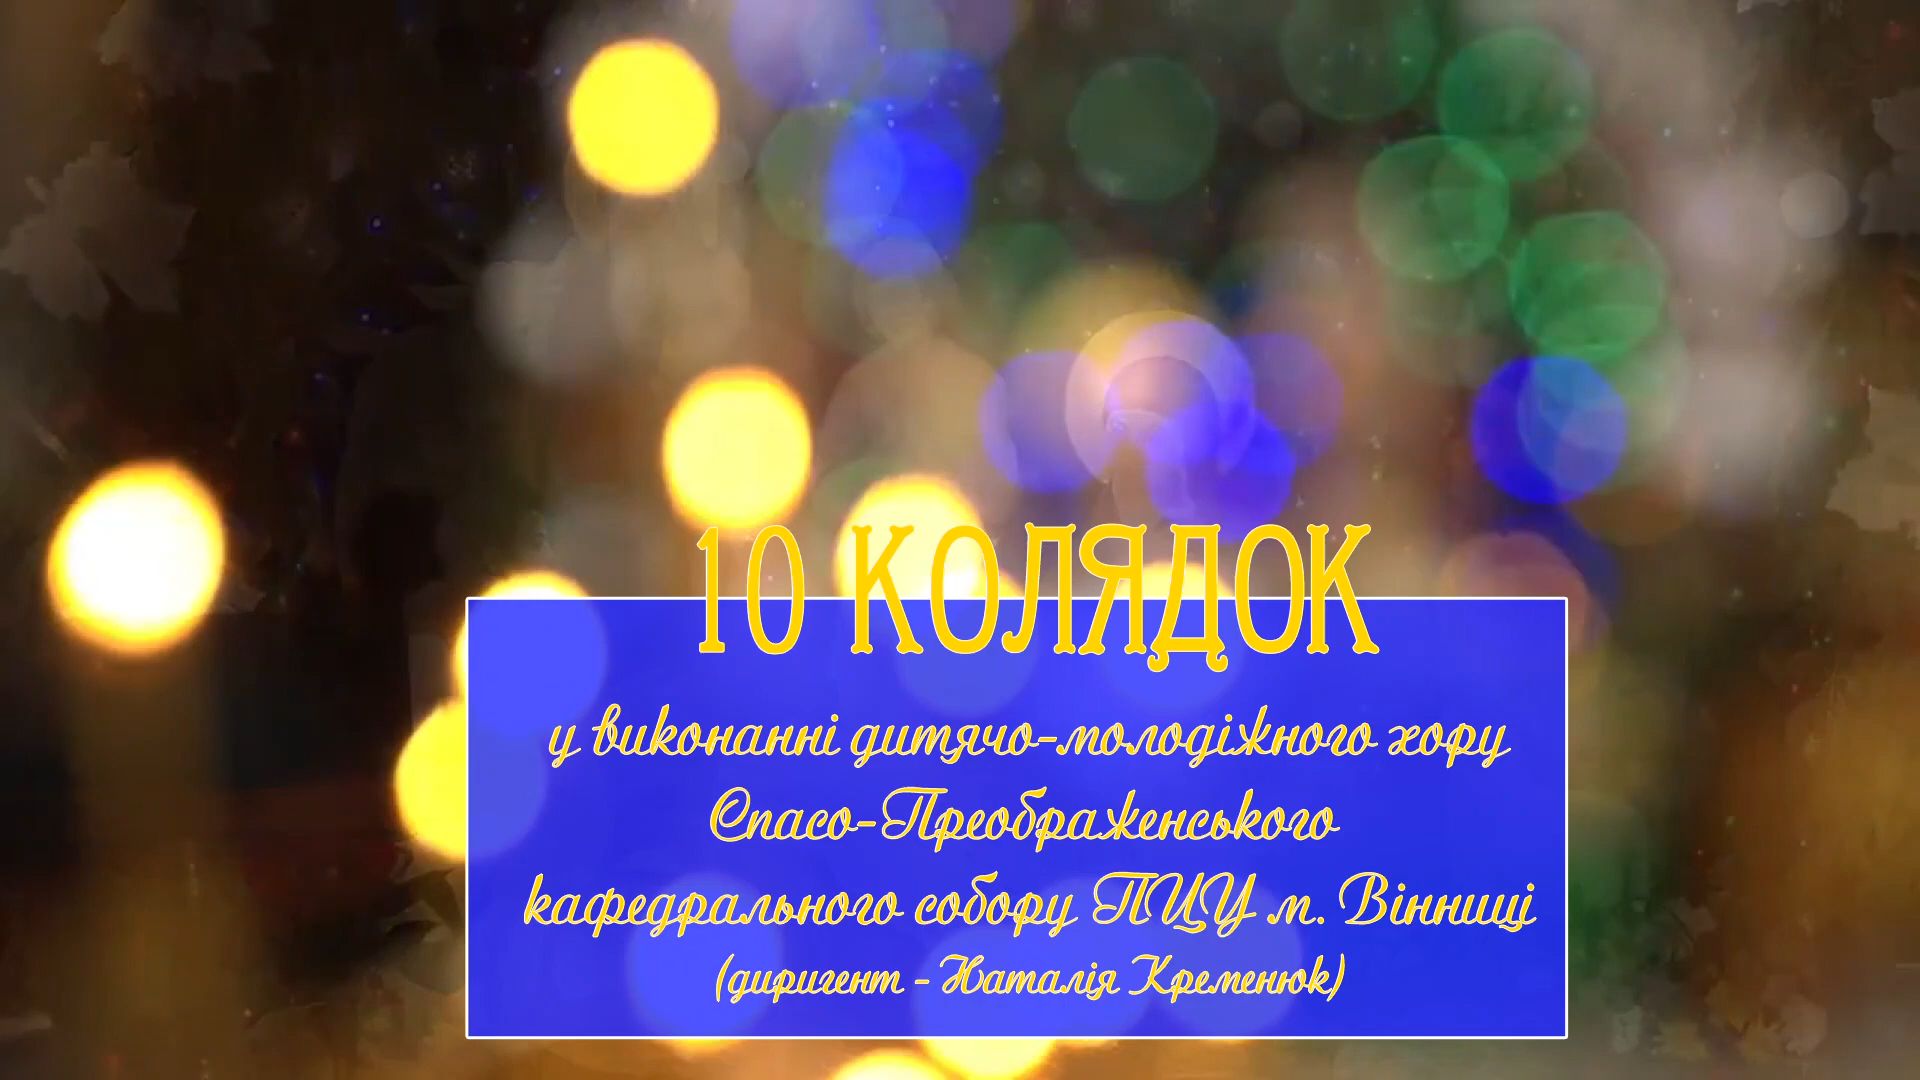 10 КОЛЯДОК
у виконанні дитячо-молодіжного хору
Спасо-Преображенського
кафедрального собору ПЦУ м. Вінниці
(диригент - Наталія Кременюк)